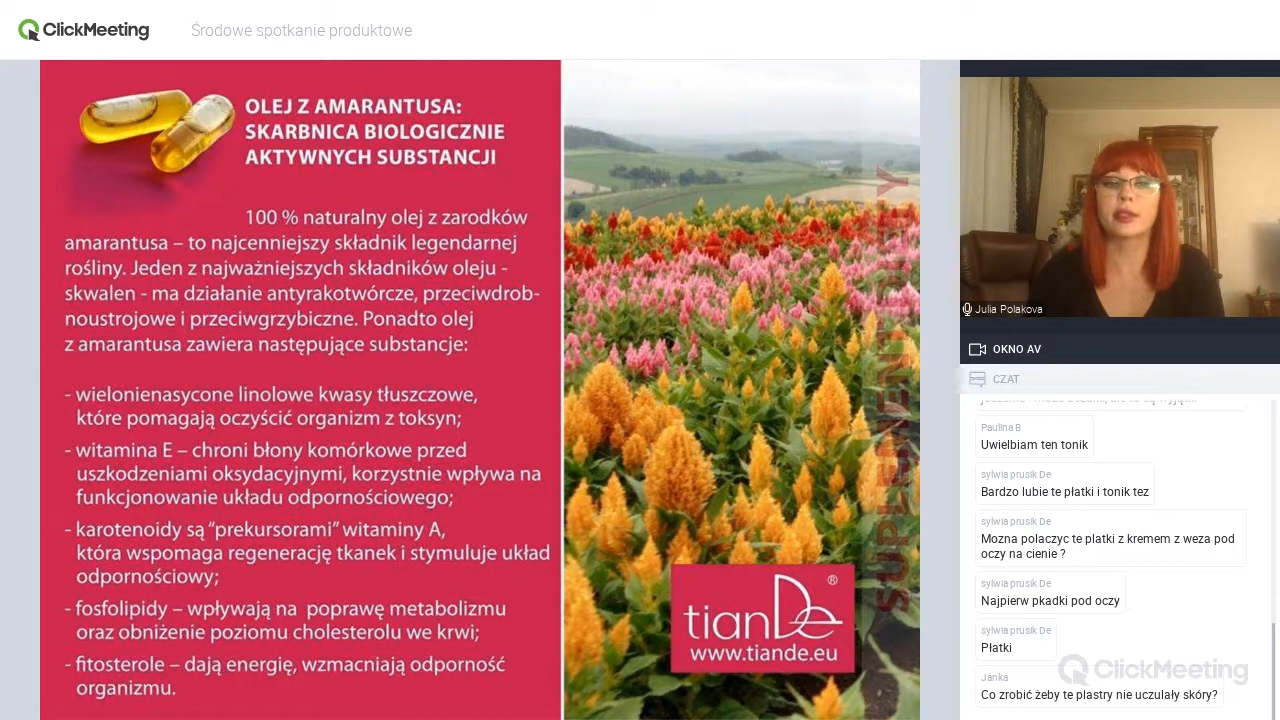 ClickMeeting
Środowe spotkanie produktowe
OLEJ Z AMARANTUSA:
SKARBNICA BIOLOGICZNIE
AKTYWNYCH SUBSTANCJI
100 % naturalny olej z zarodków
amarantusa – to najcenniejszy składnik legendarnej
rośliny. Jeden z najważniejszych składników oleju -
skwalen - ma działanie antyrakotwórcze, przeciwdrob-
noustrojowe i przeciwgrzybiczne. Ponadto olej
z amarantusa zawiera następujące substancje:
- wielonienasycone linolowe kwasy tłuszczowe,
które pomagają oczyścić organizm z toksyn;
- witamina E – chroni błony komórkowe przed
uszkodzeniami oksydacyjnymi, korzystnie wpływa na
funkcjonowanie układu odpornościowego;
- karotenoidy są “prekursorami” witaminy A,
która wspomaga regenerację tkanek i stymuluje układ
odpornościowy;
- fosfolipidy – wpływają na poprawę metabolizmu
oraz obniżenie poziomu cholesterolu we krwi;
- fitosterole – dają energię, wzmacniają odporność
organizmu.
SUPLEMENT DIETY
tianDe ®
www.tiande.eu
Julia Polakova
OKNO AV
CZAT
Paulina B
Uwielbiam ten tonik
sylwia prusik De
Bardzo lubie te płatki i tonik tez
sylwia prusik De
Mozna polaczyc te platki z kremem z weza pod
oczy na cienie ?
sylwia prusik De
Najpierw pkadki pod oczy
sylwia prusik De
Płatki
Janka
Co zrobić żeby te plastry nie uczulały skóry?
ClickMeeting